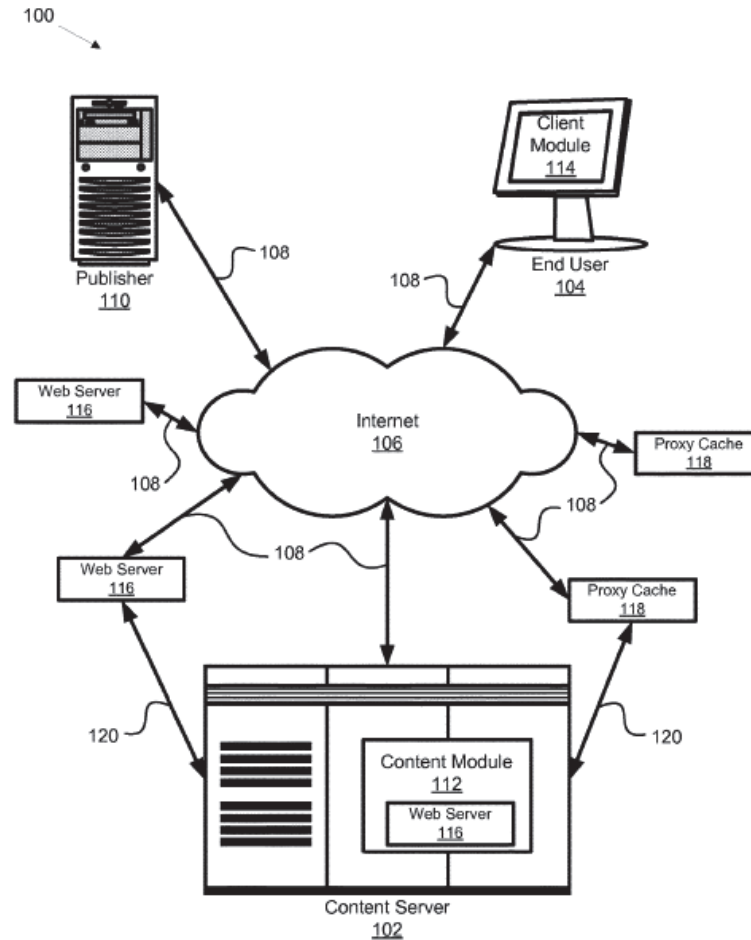 100
Client
Module
114
Publisher
110
108
108
End User
104
Web Server
116
Internet
106
Proxy Cache
118
108
108
108
Web Server
116
Proxy Cache
118
120
120
Content Module
112
Web Server
116
Content Server
102